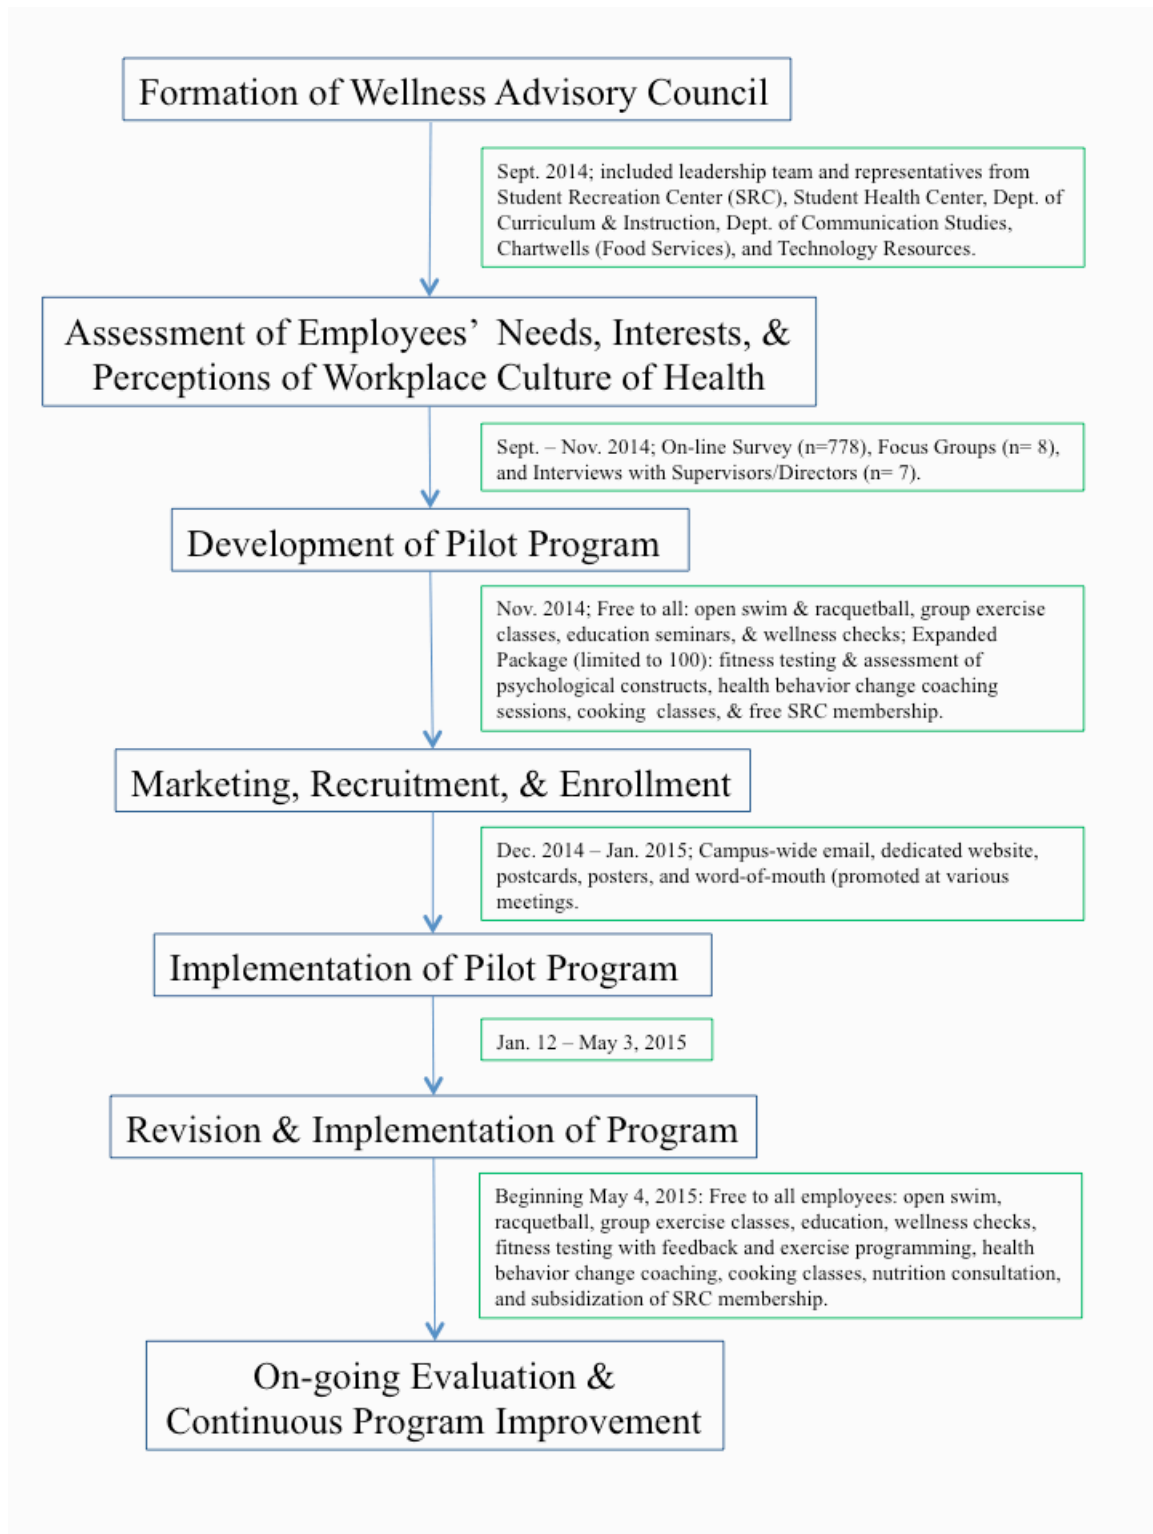 Formation of Wellness Advisory Council
Sept. 2014; included leadership team and representatives from
Student Recreation Center (SRC), Student Health Center, Dept. of
Curriculum & Instruction, Dept. of Communication Studies,
Chartwells (Food Services), and Technology Resources.
Assessment of Employees’ Needs, Interests, &
Perceptions of Workplace Culture of Health
Sept. – Nov. 2014; On-line Survey (n=778), Focus Groups (n= 8),
and Interviews with Supervisors/Directors (n= 7).
Development of Pilot Program
Nov. 2014; Free to all: open swim & racquetball, group exercise
classes, education seminars, & wellness checks; Expanded
Package (limited to 100): fitness testing & assessment of
psychological constructs, health behavior change coaching
sessions, cooking classes, & free SRC membership.
Marketing, Recruitment, & Enrollment
Dec. 2014 – Jan. 2015; Campus-wide email, dedicated website,
postcards, posters, and word-of-mouth (promoted at various
meetings.
Implementation of Pilot Program
Jan. 12 – May 3, 2015
Revision & Implementation of Program
Beginning May 4, 2015: Free to all employees: open swim,
racquetball, group exercise classes, education, wellness checks,
fitness testing with feedback and exercise programming, health
behavior change coaching, cooking classes, nutrition consultation,
and subsidization of SRC membership.
On-going Evaluation &
Continuous Program Improvement